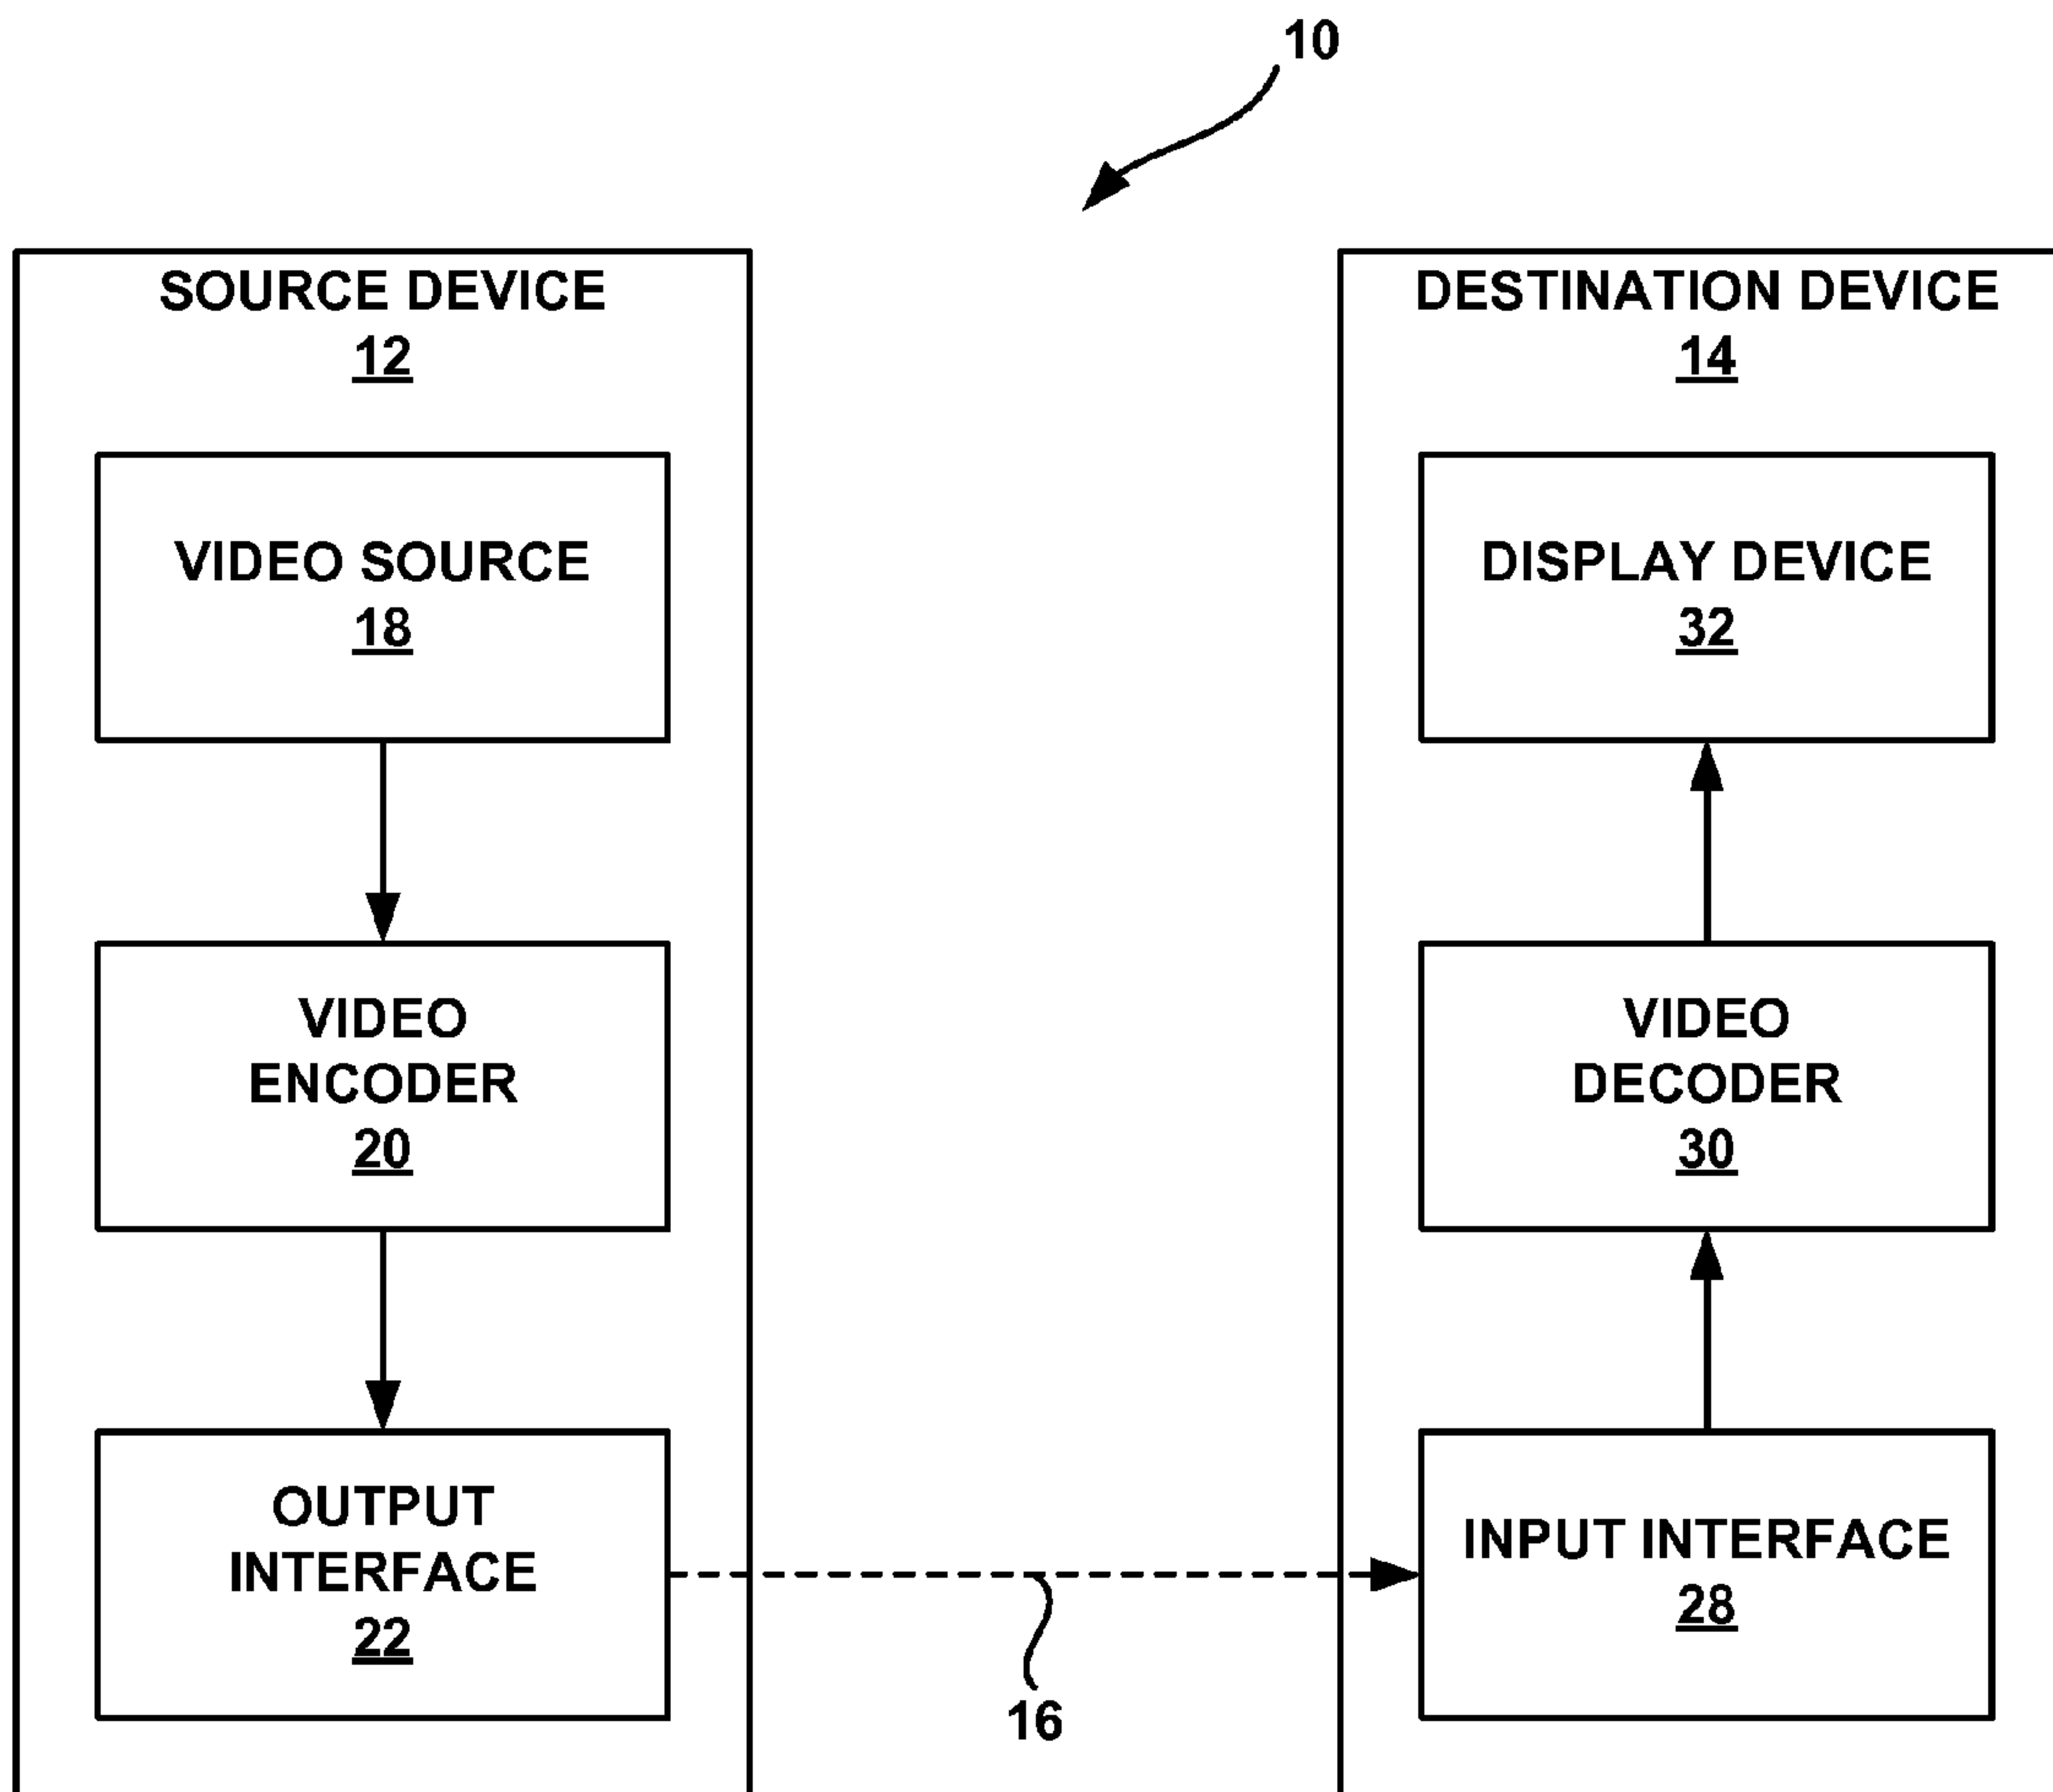 10
SOURCE DEVICE
12
VIDEO SOURCE
18
VIDEO
ENCODER
20
OUTPUT
INTERFACE
22
16
DESTINATION DEVICE
14
DISPLAY DEVICE
32
VIDEO
DECODER
30
INPUT INTERFACE
28